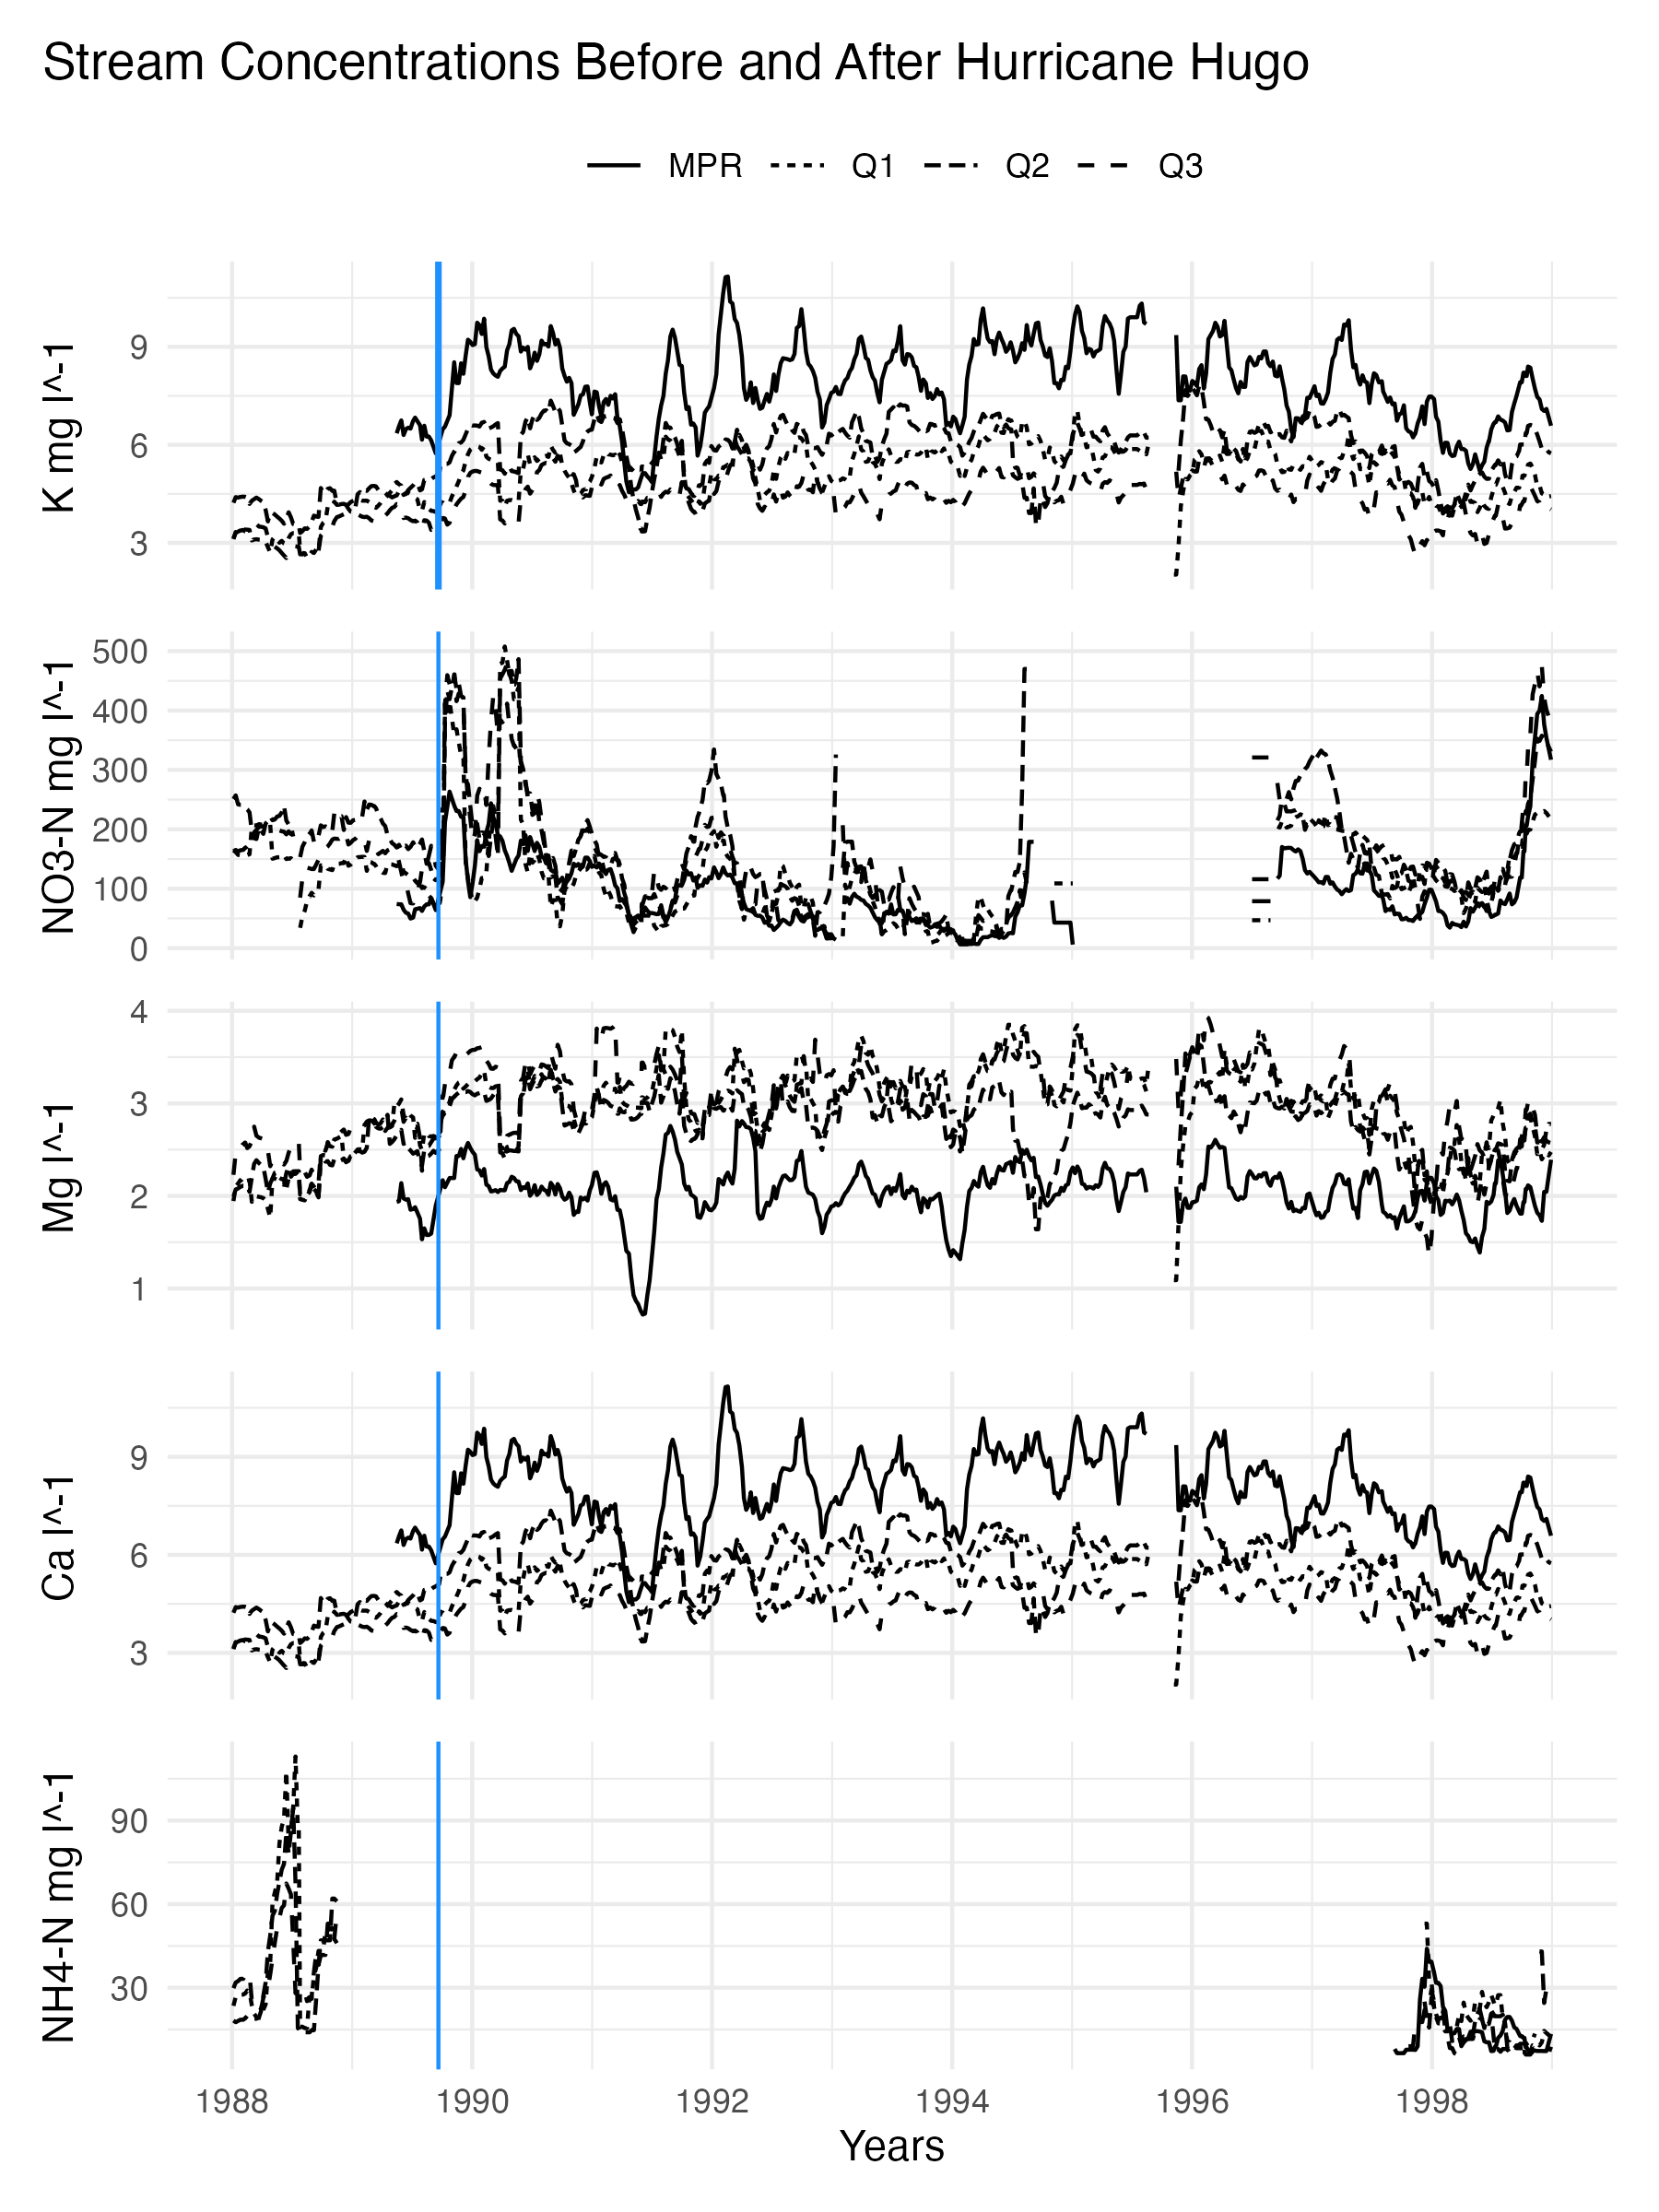 Stream Concentrations Before and After Hurricane Hugo
MPR Q1 Q2 Q3
K mg l^-1
9
6
3
NO3-N mg l^-1
500
400
300
200
100
0
Mg l^-1
4
3
2
1
Ca l^-1
9
6
3
NH4-N mg l^-1
90
60
30
1988 1990 1992 1994 1996 1998
Years